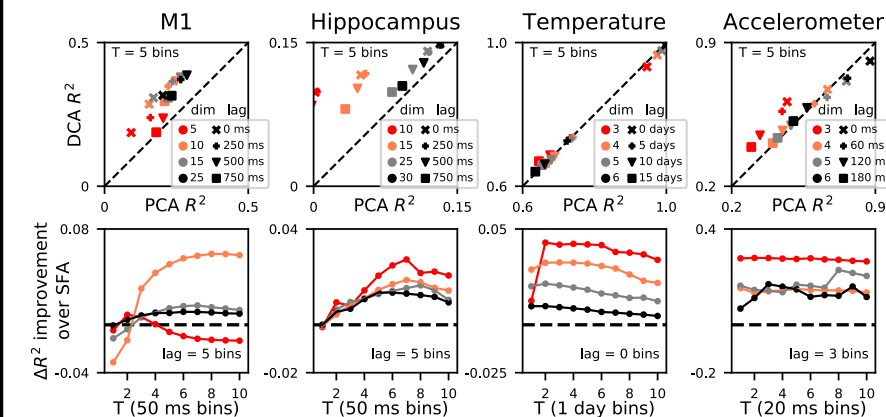 M1 Hippocampus Temperature Accelerometer
0.5 0.15 1.0 0.9
T = 5 bins T = 5 bins T = 5 bins T = 5 bins
DCA R²
dim lag dim lag dim lag dim lag
5 0 ms 10 0 ms 3 0 days 3 0 ms
10 250 ms 15 250 ms 4 5 days 4 60 ms
15 500 ms 25 500 ms 5 10 days 5 120 m
25 750 ms 30 750 ms 6 15 days 6 180 m
0 0 0.6 0.2
0 PCA R² 0.5 0 PCA R² 0.15 0.6 PCA R² 1.0 0.2 PCA R² 0.9
0.08 0.04 0.05 0.4
ΔR² improvement
over SFA
lag = 5 bins lag = 5 bins lag = 0 bins lag = 3 bins
-0.04 -0.02 -0.025 -0.2
2 4 6 8 10 2 4 6 8 10 2 4 6 8 10 2 4 6 8 10
T (50 ms bins) T (50 ms bins) T (1 day bins) T (20 ms bins)